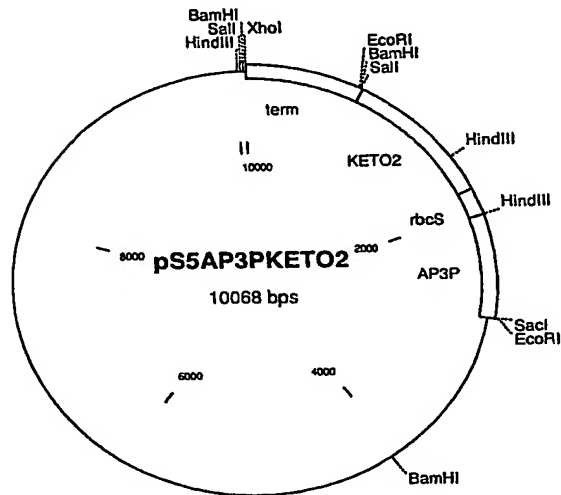 BamHI
SalI XhoI
HindIII
EcoRI
BamHI
SalI
term
10000
KETO2
HindIII
HindIII
rbcS
8000
pS5AP3PKETO2
2000
AP3P
10068 bps
SacI
EcoRI
6000
4000
BamHI